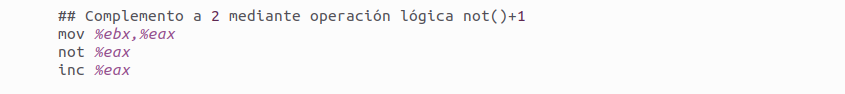 ## Complemento a 2 mediante operación lógica not()+1
mov %ebx,%eax
not %eax
inc %eax